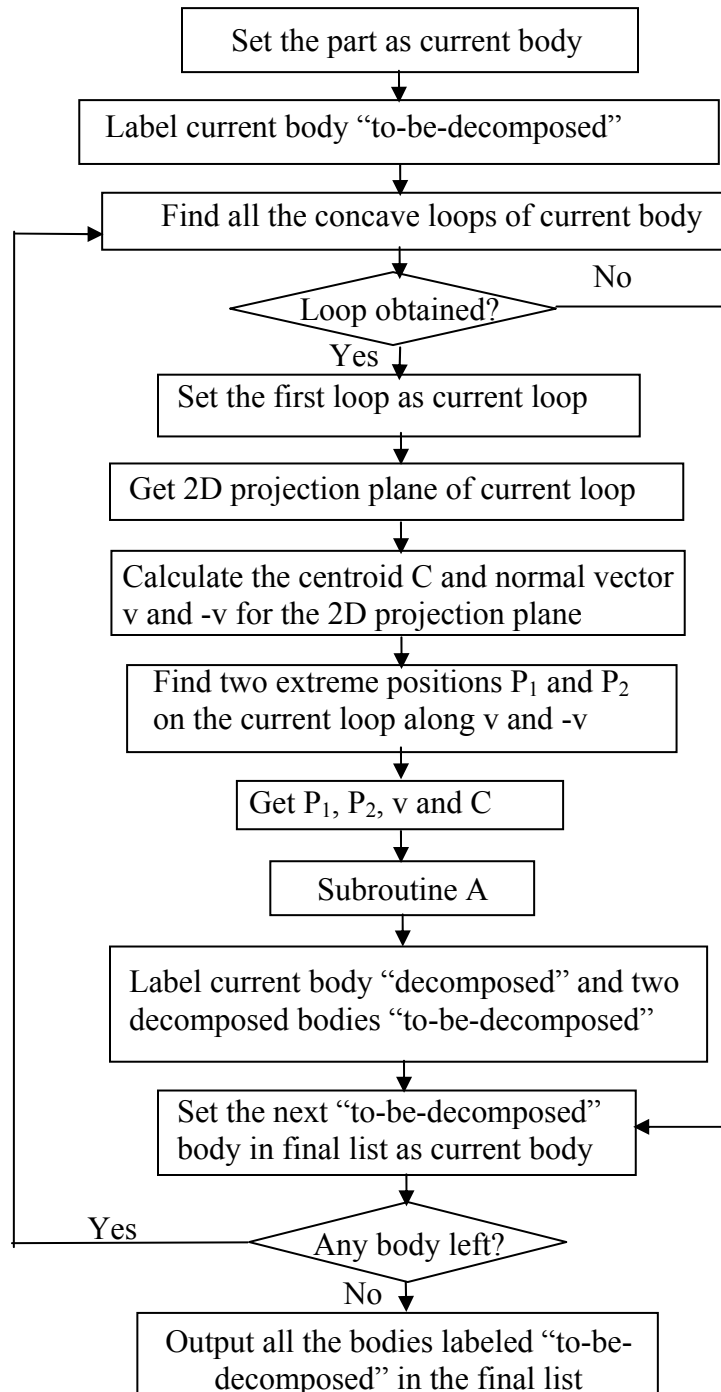 Set the part as current body
Label current body “to-be-decomposed”
Find all the concave loops of current body
No
Loop obtained?
Yes
Set the first loop as current loop
Get 2D projection plane of current loop
Calculate the centroid C and normal vector
v and -v for the 2D projection plane
Find two extreme positions P₁ and P₂
on the current loop along v and -v
Get P₁, P₂, v and C
Subroutine A
Label current body “decomposed” and two
decomposed bodies “to-be-decomposed”
Set the next “to-be-decomposed”
body in final list as current body
Yes
Any body left?
No
Output all the bodies labeled “to-be-
decomposed” in the final list